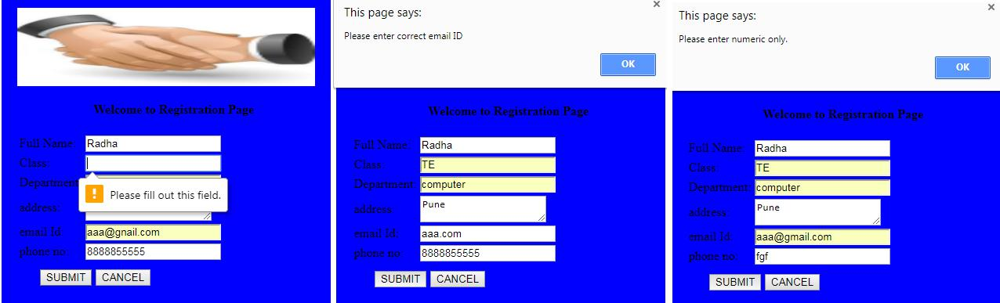 Welcome to Registration Page
Full Name: Radha
Class:
Department:
! Please fill out this field.
address:
email Id: aaa@gnail.com
phone no: 8888855555
SUBMIT CANCEL
This page says:
Please enter correct email ID
OK
Welcome to Registration Page
Full Name: Radha
Class: TE
Department: computer
address: Pune
email Id: aaa.com
phone no: 8888855555
SUBMIT CANCEL
This page says:
Please enter numeric only.
OK
Welcome to Registration Page
Full Name: Radha
Class: TE
Department: computer
address: Pune
email Id: aaa@gmail.com
phone no: fgf
SUBMIT CANCEL